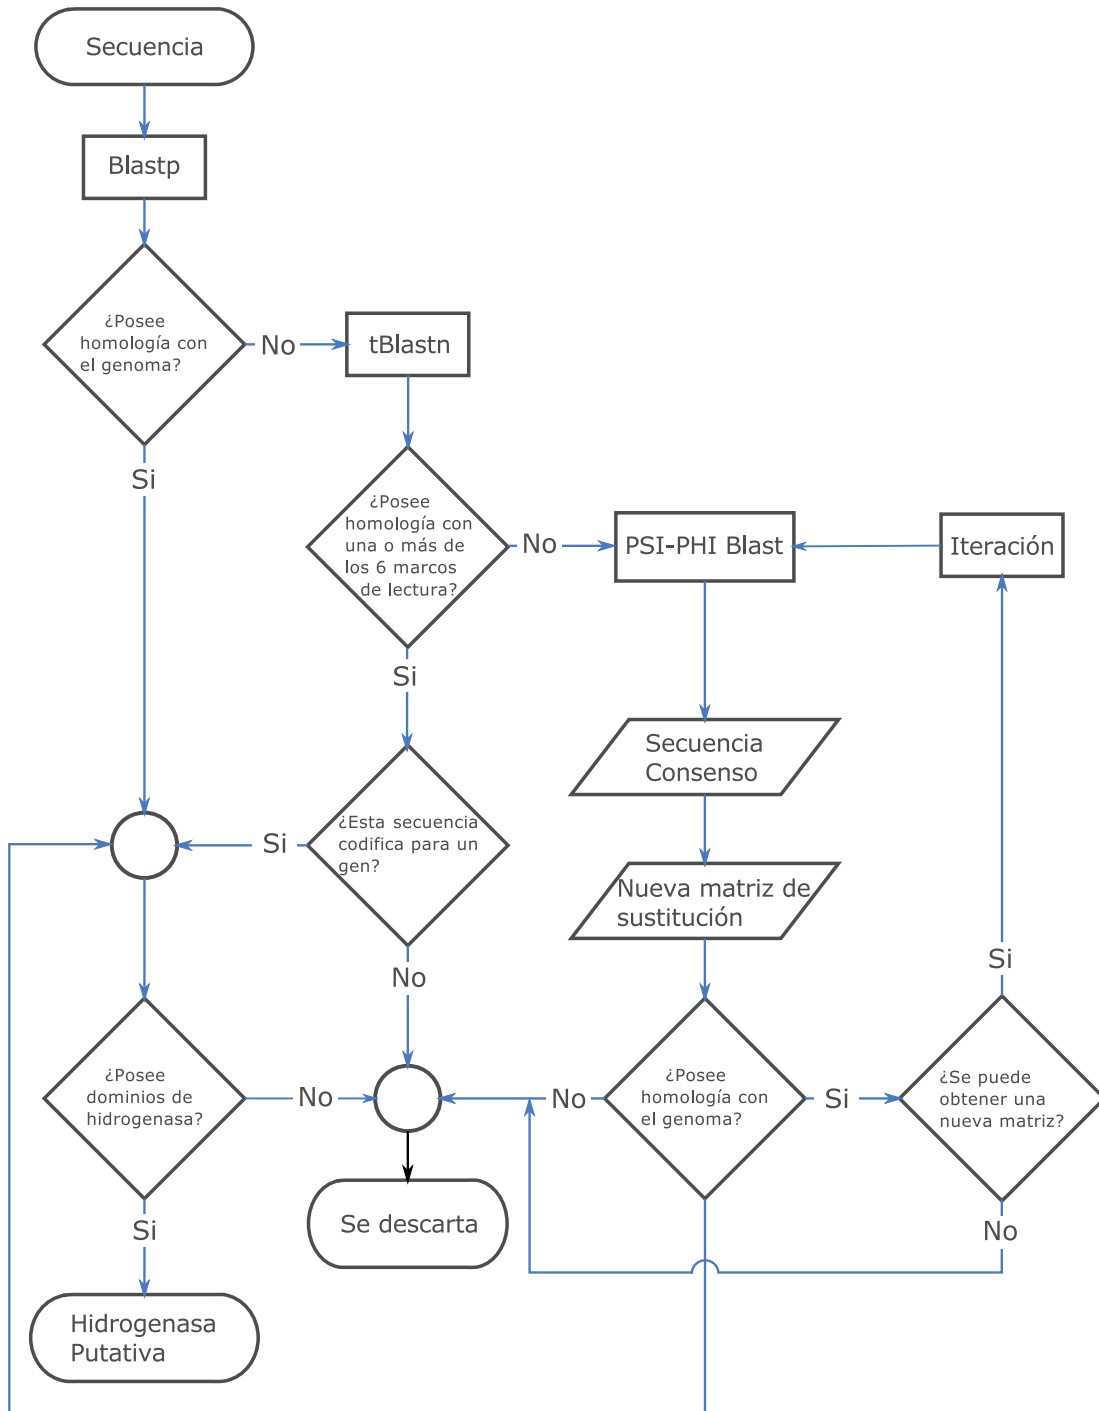 Secuencia
Blastp
¿Posee
homología con
el genoma?
No
tBlastn
Si
¿Posee
homología con
una o más de
los 6 marcos
de lectura?
No
PSI-PHI Blast
Iteración
Si
Secuencia
Consenso
¿Esta secuencia
codifica para un
gen?
Si
Nueva matriz de
sustitución
No
Si
¿Posee
dominios de
hidrogenasa?
No
No
¿Posee
homología con
el genoma?
Si
¿Se puede
obtener una
nueva matriz?
Si
Se descarta
No
Hidrogenasa
Putativa